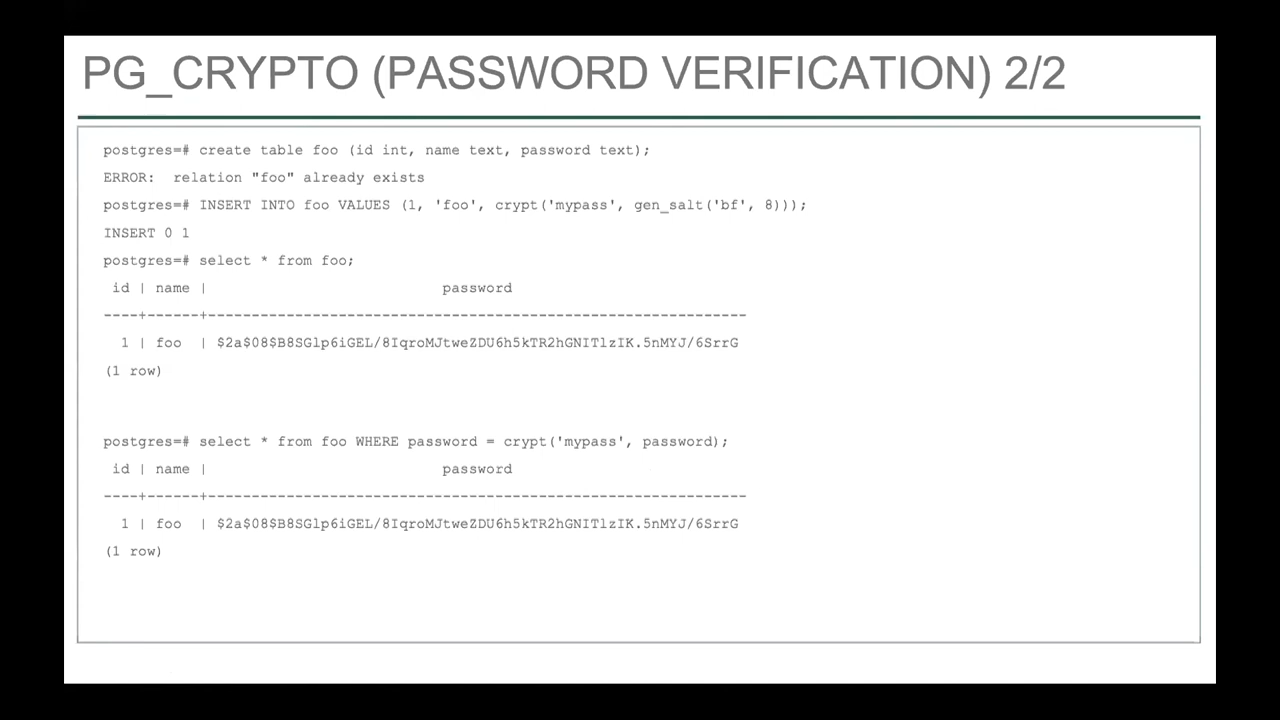 PG_CRYPTO (PASSWORD VERIFICATION) 2/2
postgres=# create table foo (id int, name text, password text);
ERROR:  relation "foo" already exists
postgres=# INSERT INTO foo VALUES (1, 'foo', crypt('mypass', gen_salt('bf', 8)));
INSERT 0 1
postgres=# select * from foo;
 id | name |                           password
----+------+--------------------------------------------------------------
  1 | foo  | $2a$08$B8SGlp6iGEL/8IqroMJtweZDU6h5kTR2hGNITlzIK.5nMYJ/6SrrG
(1 row)
postgres=# select * from foo WHERE password = crypt('mypass', password);
 id | name |                           password
----+------+--------------------------------------------------------------
  1 | foo  | $2a$08$B8SGlp6iGEL/8IqroMJtweZDU6h5kTR2hGNITlzIK.5nMYJ/6SrrG
(1 row)